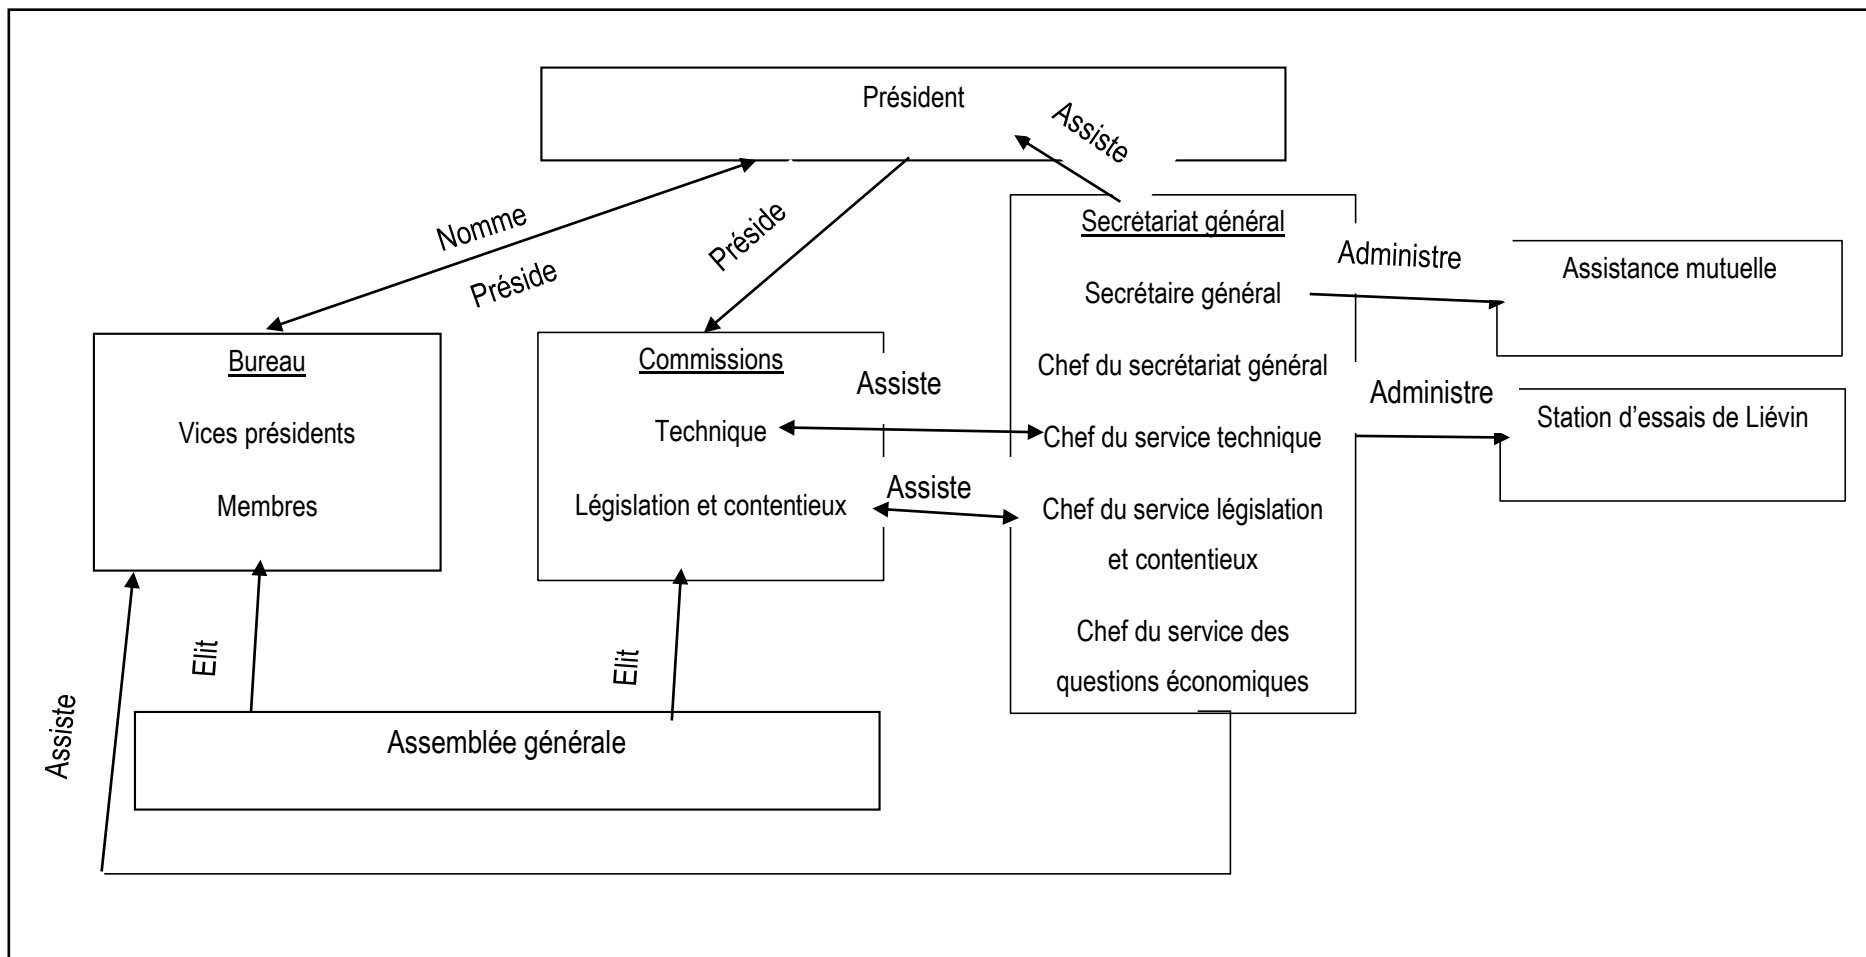 Président
Assiste
Nomme
Préside
Préside
Bureau
Vices présidents
Membres
Commissions
Technique
Législation et contentieux
Assiste
Assiste
Secrétariat général
Secrétaire général
Chef du secrétariat général
Chef du service technique
Chef du service législation
et contentieux
Chef du service des
questions économiques
Administre
Assistance mutuelle
Administre
Station d’essais de Liévin
Elit
Elit
Assiste
Assemblée générale